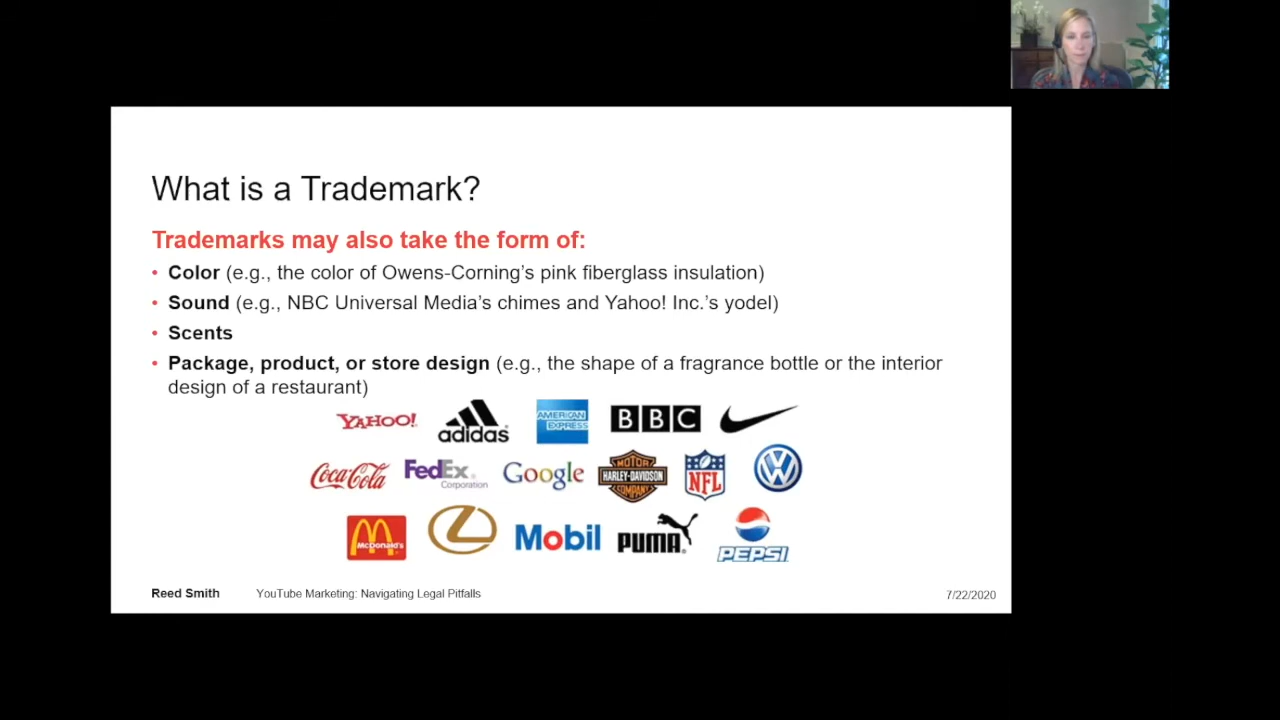 What is a Trademark?
Trademarks may also take the form of:
• Color (e.g., the color of Owens-Corning's pink fiberglass insulation)
• Sound (e.g., NBC Universal Media's chimes and Yahoo! Inc.'s yodel)
• Scents
• Package, product, or store design (e.g., the shape of a fragrance bottle or the interior
design of a restaurant)
YAHOO! adidas AMERICAN EXPRESS BBC
Coca-Cola FedEx Corporation Google MOTOR HARLEY-DAVIDSON COMPANY NFL VW
McDonald's Mobil PUMA PEPSI
Reed Smith YouTube Marketing: Navigating Legal Pitfalls 7/22/2020